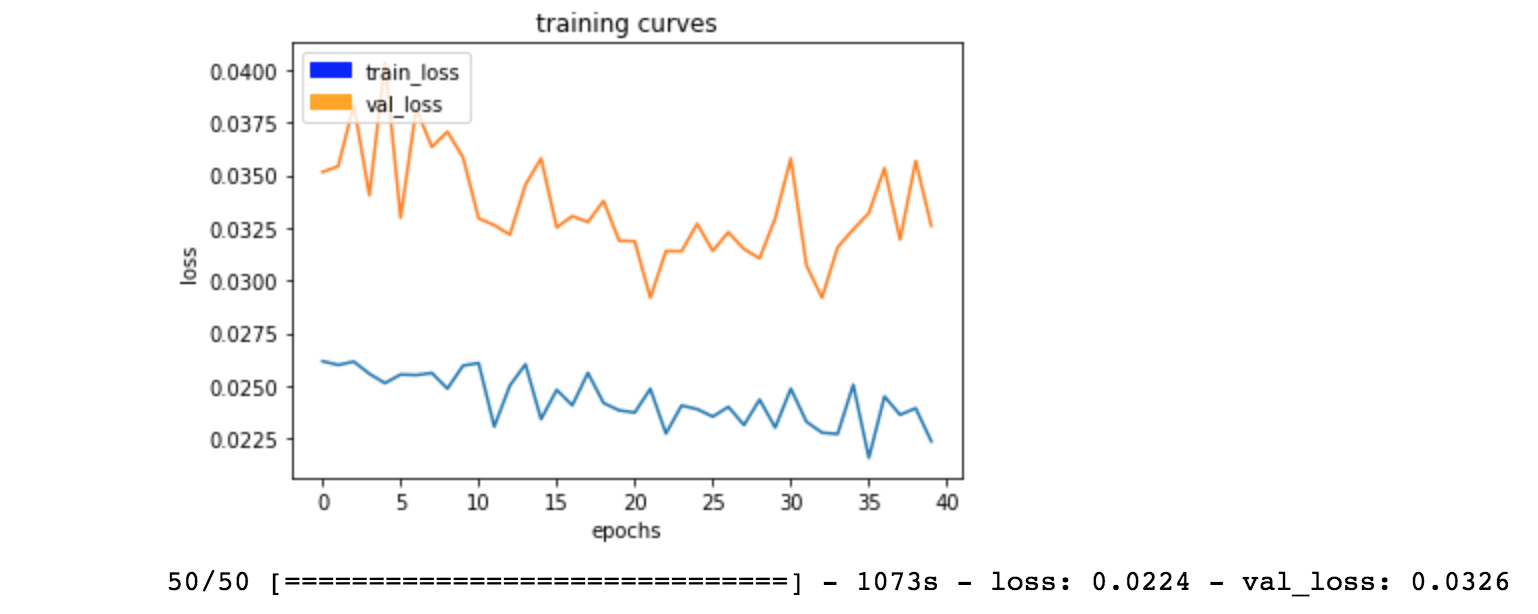 training curves
train_loss
val_loss
0.0400
0.0375
0.0350
0.0325
0.0300
0.0275
0.0250
0.0225
loss
0 5 10 15 20 25 30 35 40
epochs
50/50 [==============================] - 1073s - loss: 0.0224 - val_loss: 0.0326